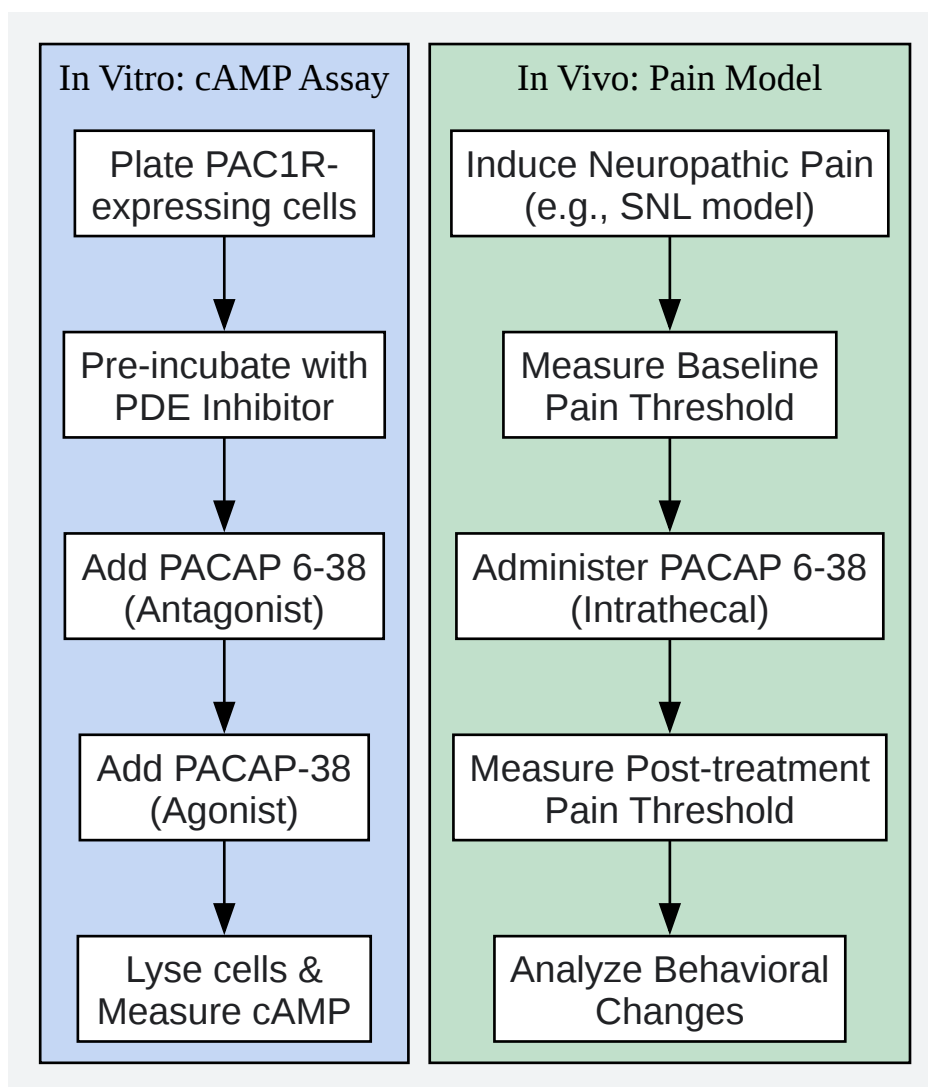 In Vitro: cAMP Assay
Plate PAC1R-
expressing cells
Pre-incubate with
PDE Inhibitor
Add PACAP 6-38
(Antagonist)
Add PACAP-38
(Agonist)
Lyse cells &
Measure cAMP
In Vivo: Pain Model
Induce Neuropathic Pain
(e.g., SNL model)
Measure Baseline
Pain Threshold
Administer PACAP 6-38
(Intrathecal)
Measure Post-treatment
Pain Threshold
Analyze Behavioral
Changes